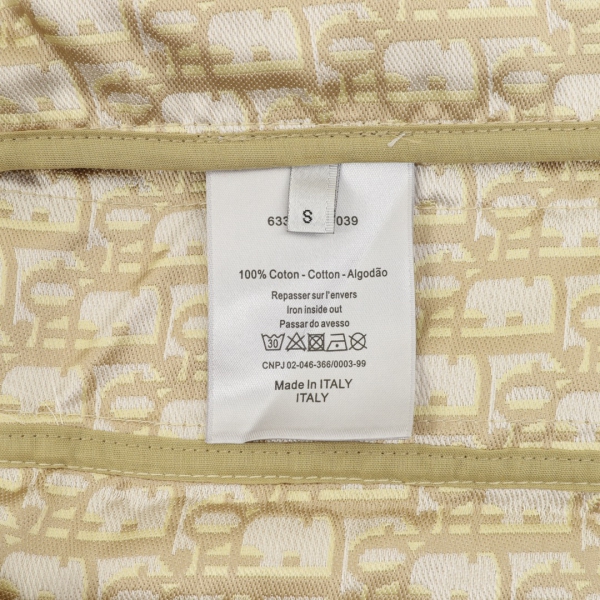 633 039
S
100% Coton - Cotton - Algodão
Repasser sur l'envers
Iron inside out
Passar do avesso
30
CNPJ 02-046-366/0003-99
Made In ITALY
ITALY